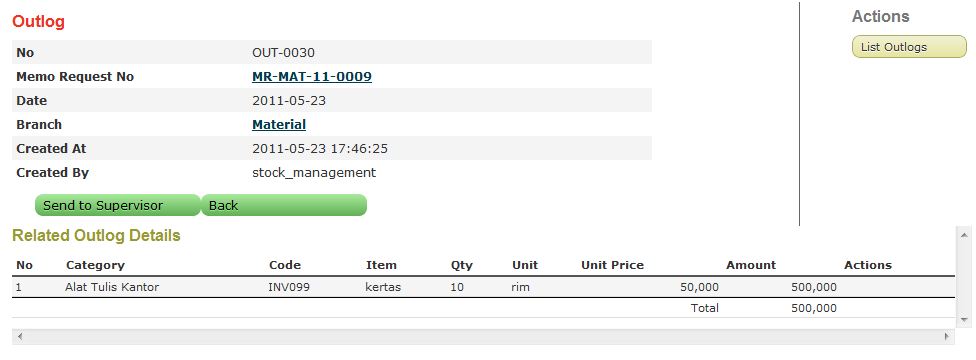 Outlog
No OUT-0030
Memo Request No MR-MAT-11-0009
Date 2011-05-23
Branch Material
Created At 2011-05-23 17:46:25
Created By stock_management
Send to Supervisor Back
Actions
List Outlogs
Related Outlog Details
No Category Code Item Qty Unit Unit Price Amount Actions
1 Alat Tulis Kantor INV099 kertas 10 rim 50,000 500,000
Total 500,000